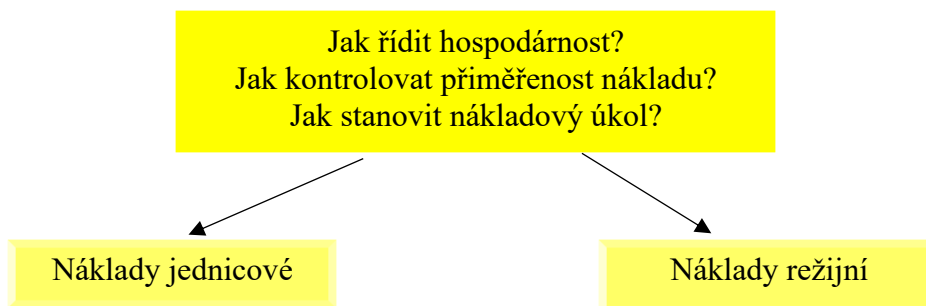 Jak řídit hospodárnost?
Jak kontrolovat přiměřenost nákladu?
Jak stanovit nákladový úkol?
Náklady jednicové
Náklady režijní